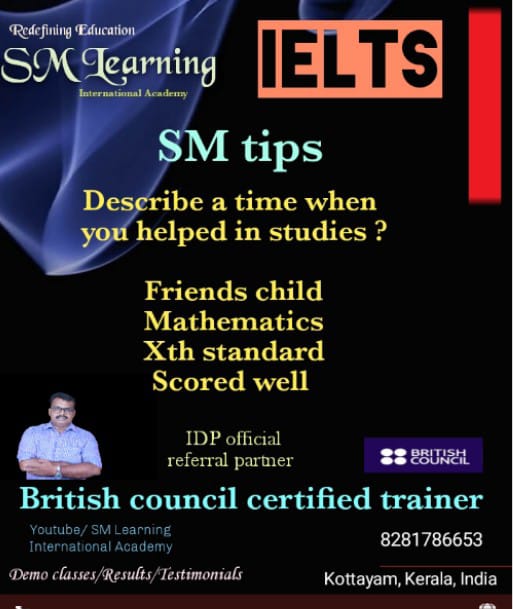 Redefining Education
SM Learning
International Academy
IELTS
SM tips
Describe a time when
you helped in studies ?
Friends child
Mathematics
Xth standard
Scored well
IDP official
referral partner
BRITISH
COUNCIL
British council certified trainer
Youtube/ SM Learning
International Academy
8281786653
Demo classes/Results/Testimonials
Kottayam, Kerala, India